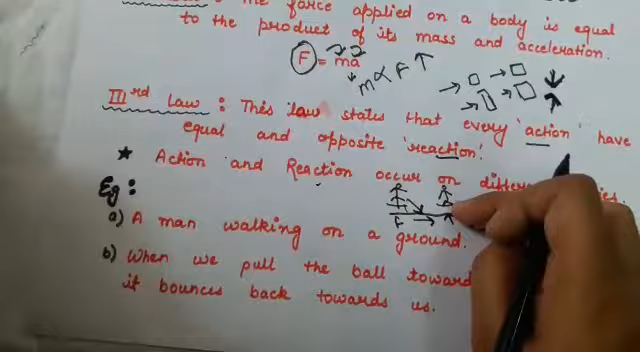 the force applied on a body is equal
to the product of its mass and acceleration.
F = ma
m ∝ F ↑
IIIrd Law : This law states that every 'action' have
equal and opposite 'reaction'.
★ Action and Reaction occur on
Eg :
F
a) A man walking on a ground.
b) When we pull the ball
it bounces back towards us.